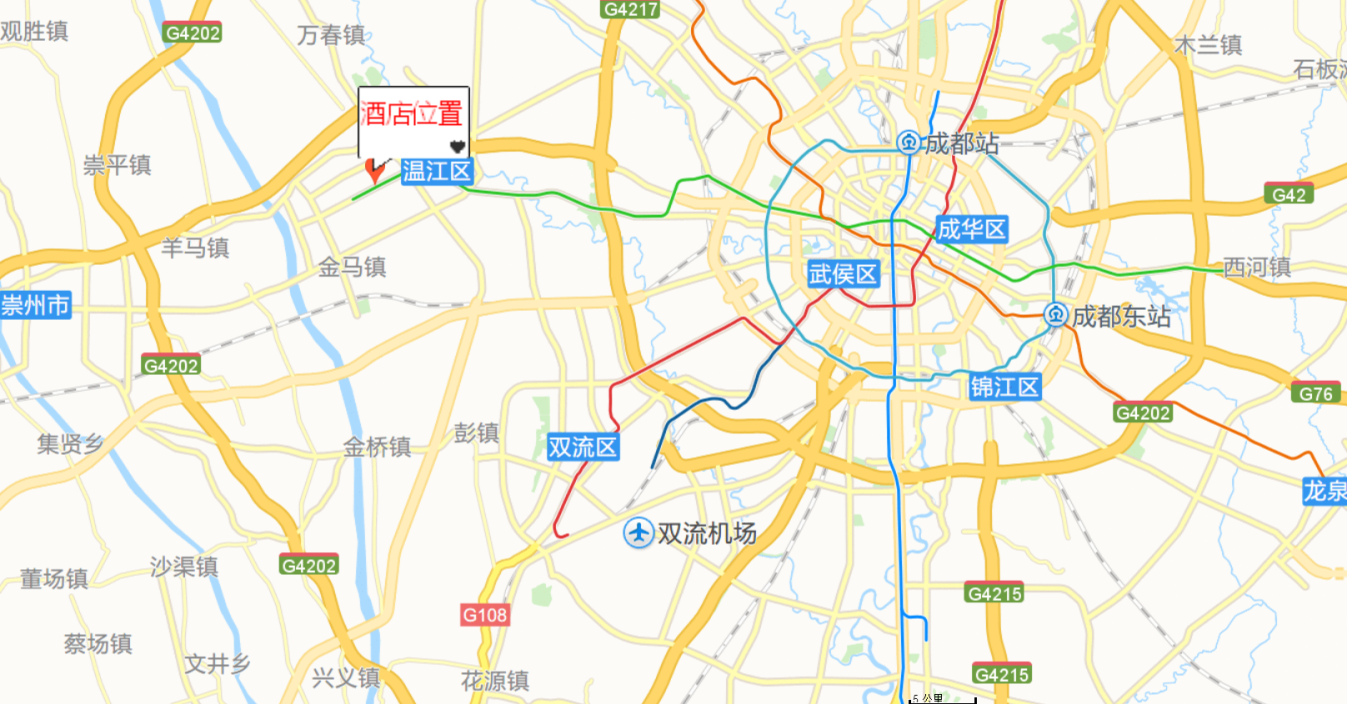 G4217
观胜镇
G4202
万春镇
木兰镇
石板
酒店位置
成都站
崇平镇
温江区
G42
成华区
羊马镇
金马镇
武侯区
西河镇
崇州市
成都东站
G4202
锦江区
G76
G4202
集贤乡
金桥镇
彭镇
双流区
龙泉
双流机场
沙渠镇
G4202
董场镇
G4215
G108
蔡场镇
文井乡
兴义镇
花源镇
G4215
5 公里